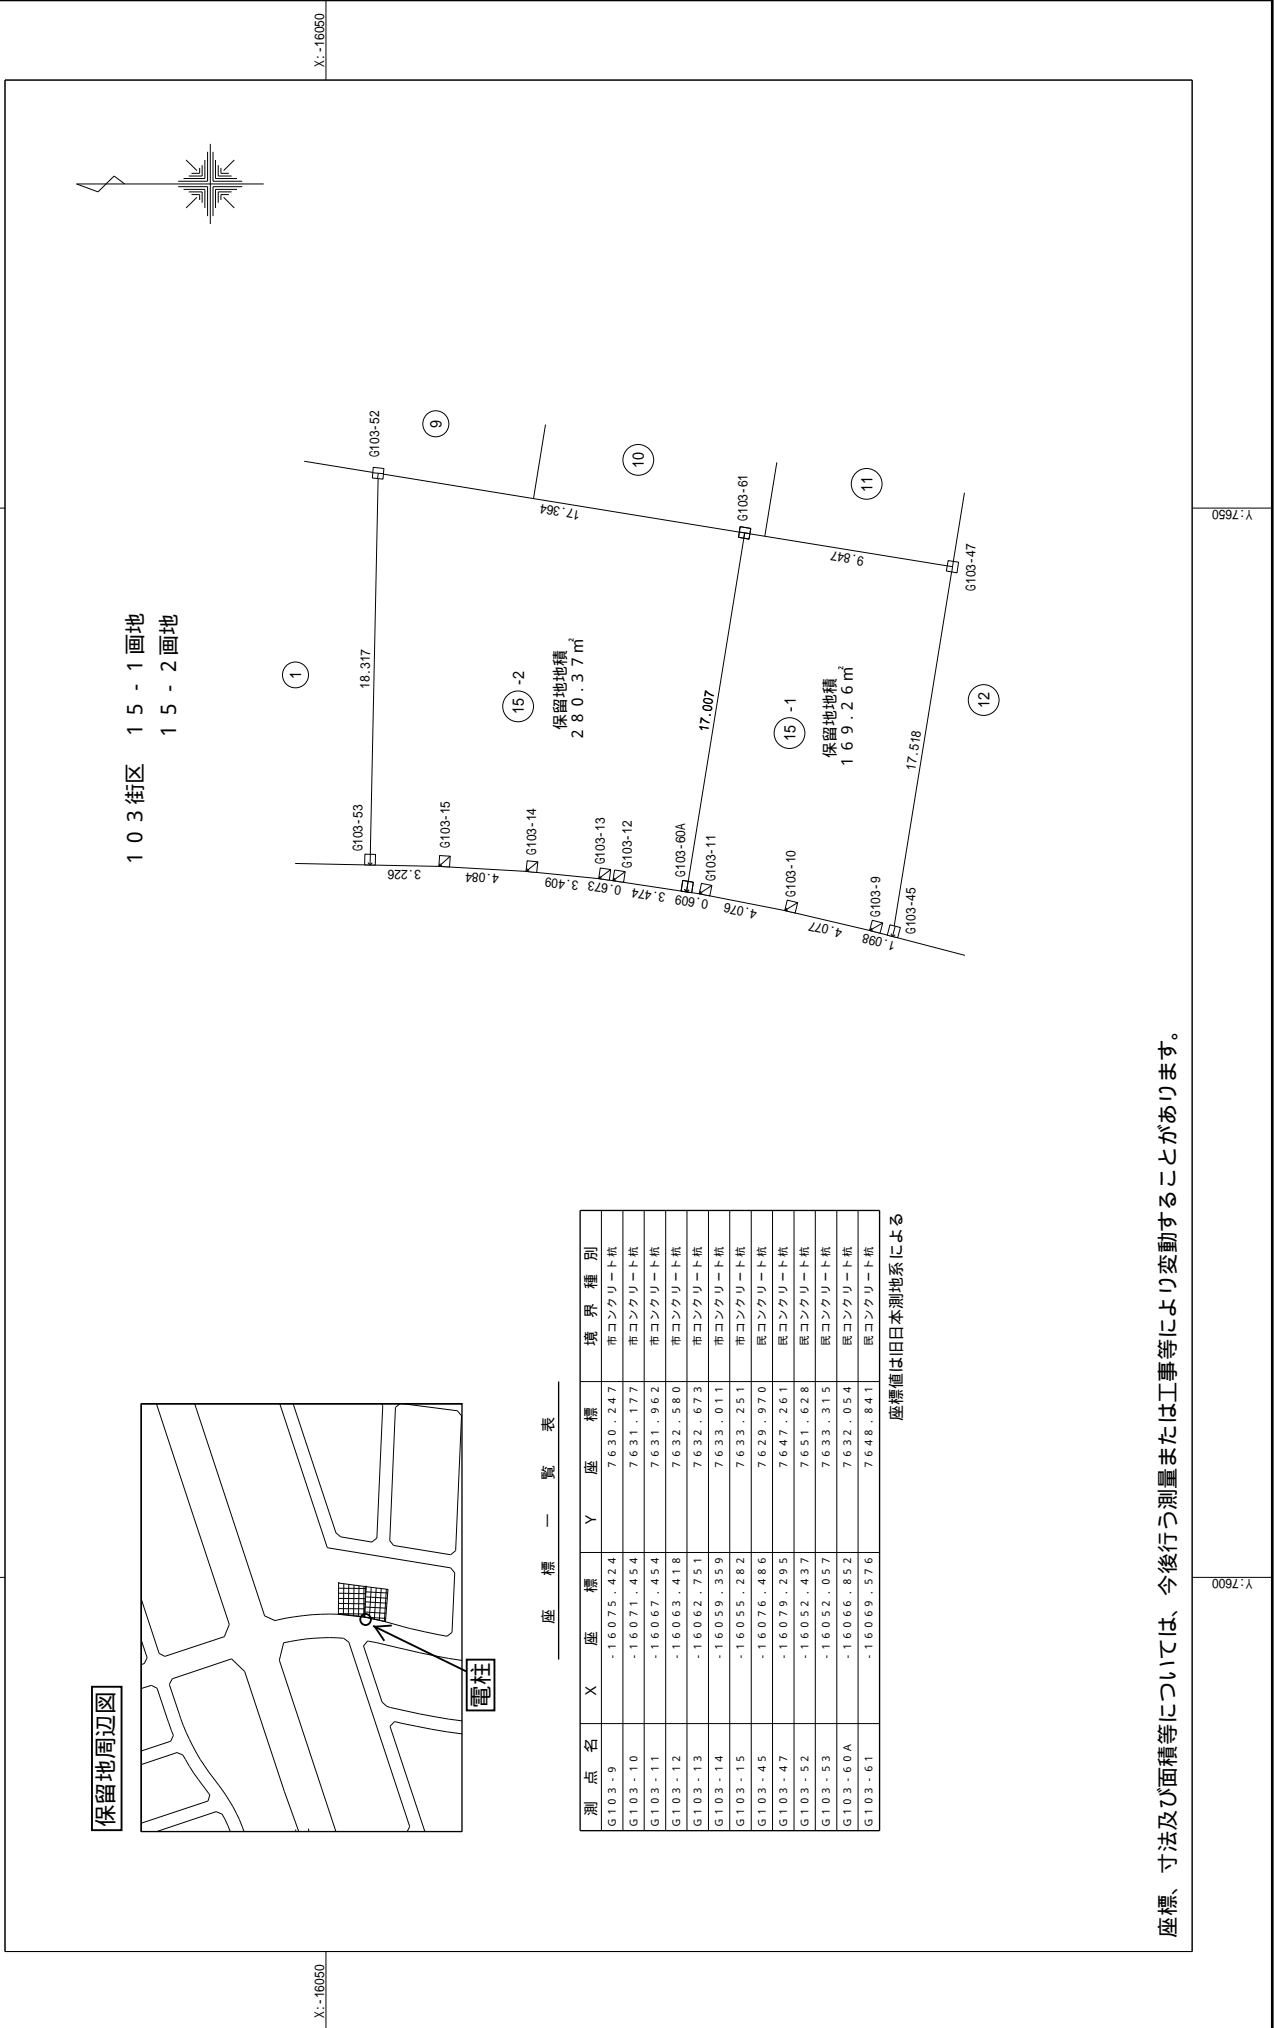 103街区 15-1画地
15-2画地
保留地周辺図
電柱
座標一覧表
測点名 X座標 Y座標 境界種別
G103-9 -16075.424 7630.247 市コンクリート杭
G103-10 -16071.454 7631.177 市コンクリート杭
G103-11 -16067.454 7631.962 市コンクリート杭
G103-12 -16063.418 7632.580 市コンクリート杭
G103-13 -16062.751 7632.673 市コンクリート杭
G103-14 -16059.359 7633.011 市コンクリート杭
G103-15 -16055.282 7633.251 市コンクリート杭
G103-45 -16076.486 7629.970 民コンクリート杭
G103-47 -16079.295 7647.261 民コンクリート杭
G103-52 -16052.437 7651.628 民コンクリート杭
G103-53 -16052.057 7633.315 民コンクリート杭
G103-60A -16066.852 7632.054 民コンクリート杭
G103-61 -16069.576 7648.841 民コンクリート杭
座標値は旧日本測地系による
1
G103-53
18.317
G103-52
9
3.226
G103-15
4.084
G103-14
3.409
G103-13
0.673
G103-12
3.474
15-2
保留地地積
280.37㎡
17.364
10
G103-60A
17.007
G103-61
0.609
G103-11
4.076
G103-10
4.077
G103-9
1.098
G103-45
15-1
保留地地積
169.26㎡
9.847
11
17.518
G103-47
12
座標、寸法及び面積等については、今後行う測量または工事等により変動することがあります。
X:-16050
X:-16050
Y:7600
Y:7650